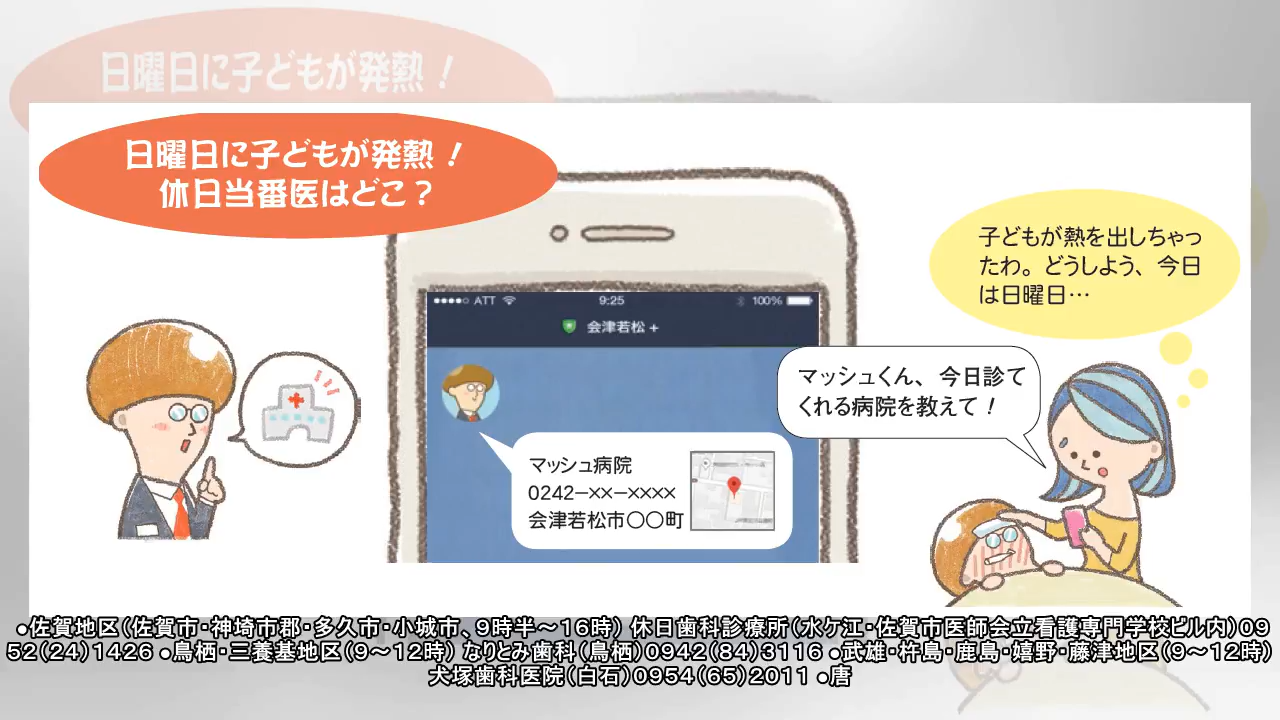 日曜日に子どもが発熱！
日曜日に子どもが発熱！
休日当番医はどこ？
子どもが熱を出しちゃっ
たわ。どうしよう、今日
は日曜日…
ATT 9:25 100%
会津若松＋
マッシュくん、今日診て
くれる病院を教えて！
マッシュ病院
0242−××−××××
会津若松市〇〇町
●佐賀地区（佐賀市・神埼市郡・多久市・小城市、9時半〜16時） 休日歯科診療所（水ケ江・佐賀市医師会立看護専門学校ビル内）09
52（24）1426 ●鳥栖・三養基地区（9〜12時） なりとみ歯科（鳥栖）0942（84）3116 ●武雄・杵島・鹿島・嬉野・藤津地区（9〜12時）
犬塚歯科医院（白石）0954（65）2011 ●唐